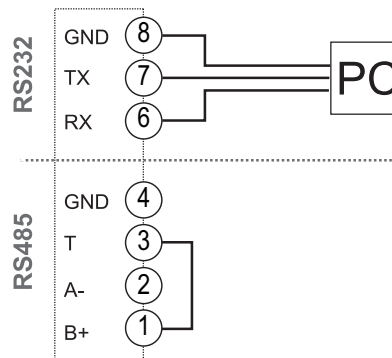 RS232
GND 8
TX 7
RX 6
PC
RS485
GND 4
T 3
A- 2
B+ 1